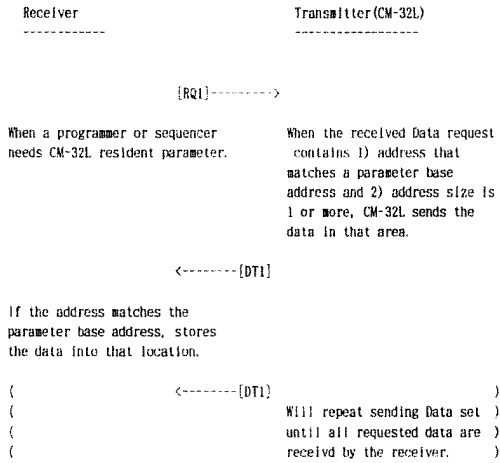 Receiver                                Transmitter(CM-32L)
------------                            ------------------
[RQ1]---------->
When a programmer or sequencer          When the received Data request
needs CM-32L resident parameter.        contains 1) address that
matches a parameter base
address and 2) address size is
1 or more, CM-32L sends the
data in that area.
<--------[DT1]
If the address matches the
parameter base address, stores
the data into that location.
(                    <--------[DT1]                    )
(                                       Will repeat sending Data set  )
(                                       until all requested data are  )
(                                       receivd by the receiver.      )